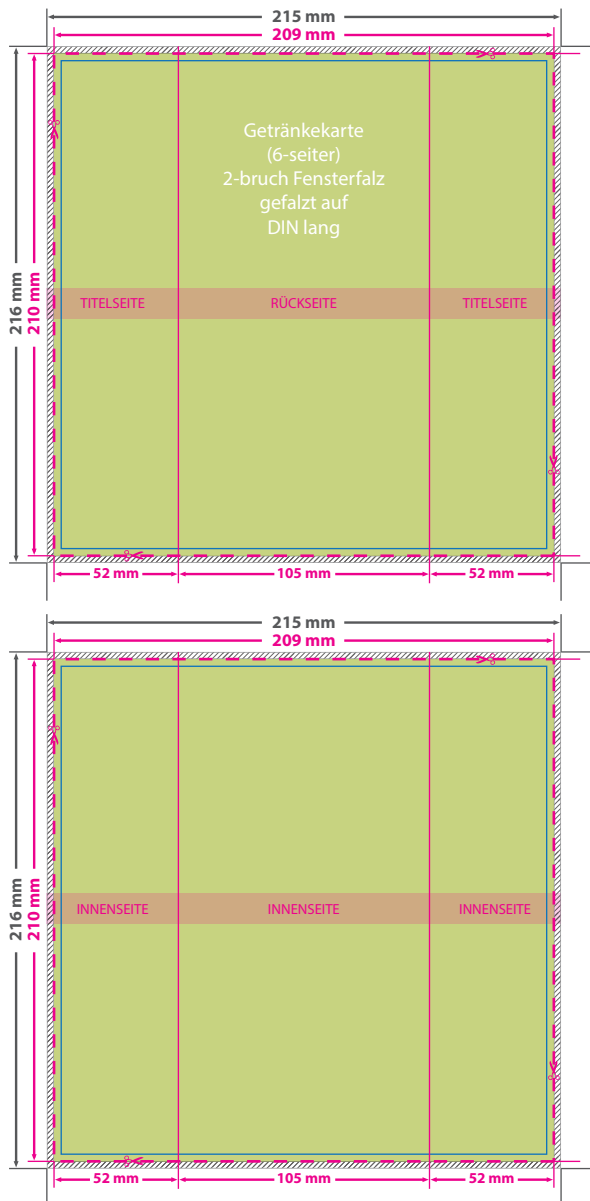 215 mm
209 mm
Getränkekarte
(6-seiter)
2-bruch Fensterfalz
gefalzt auf
DIN lang
216 mm
210 mm
TITELSEITE
RÜCKSEITE
TITELSEITE
52 mm
105 mm
52 mm
215 mm
209 mm
216 mm
210 mm
INNENSEITE
INNENSEITE
INNENSEITE
52 mm
105 mm
52 mm